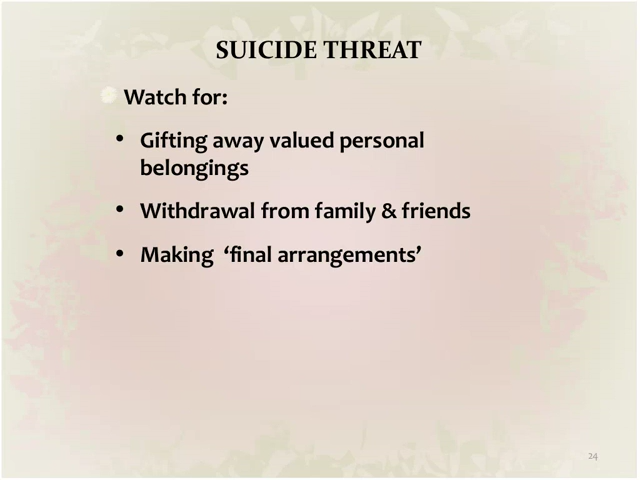 SUICIDE THREAT
Watch for:
• Gifting away valued personal
belongings
• Withdrawal from family & friends
• Making ‘final arrangements’
24